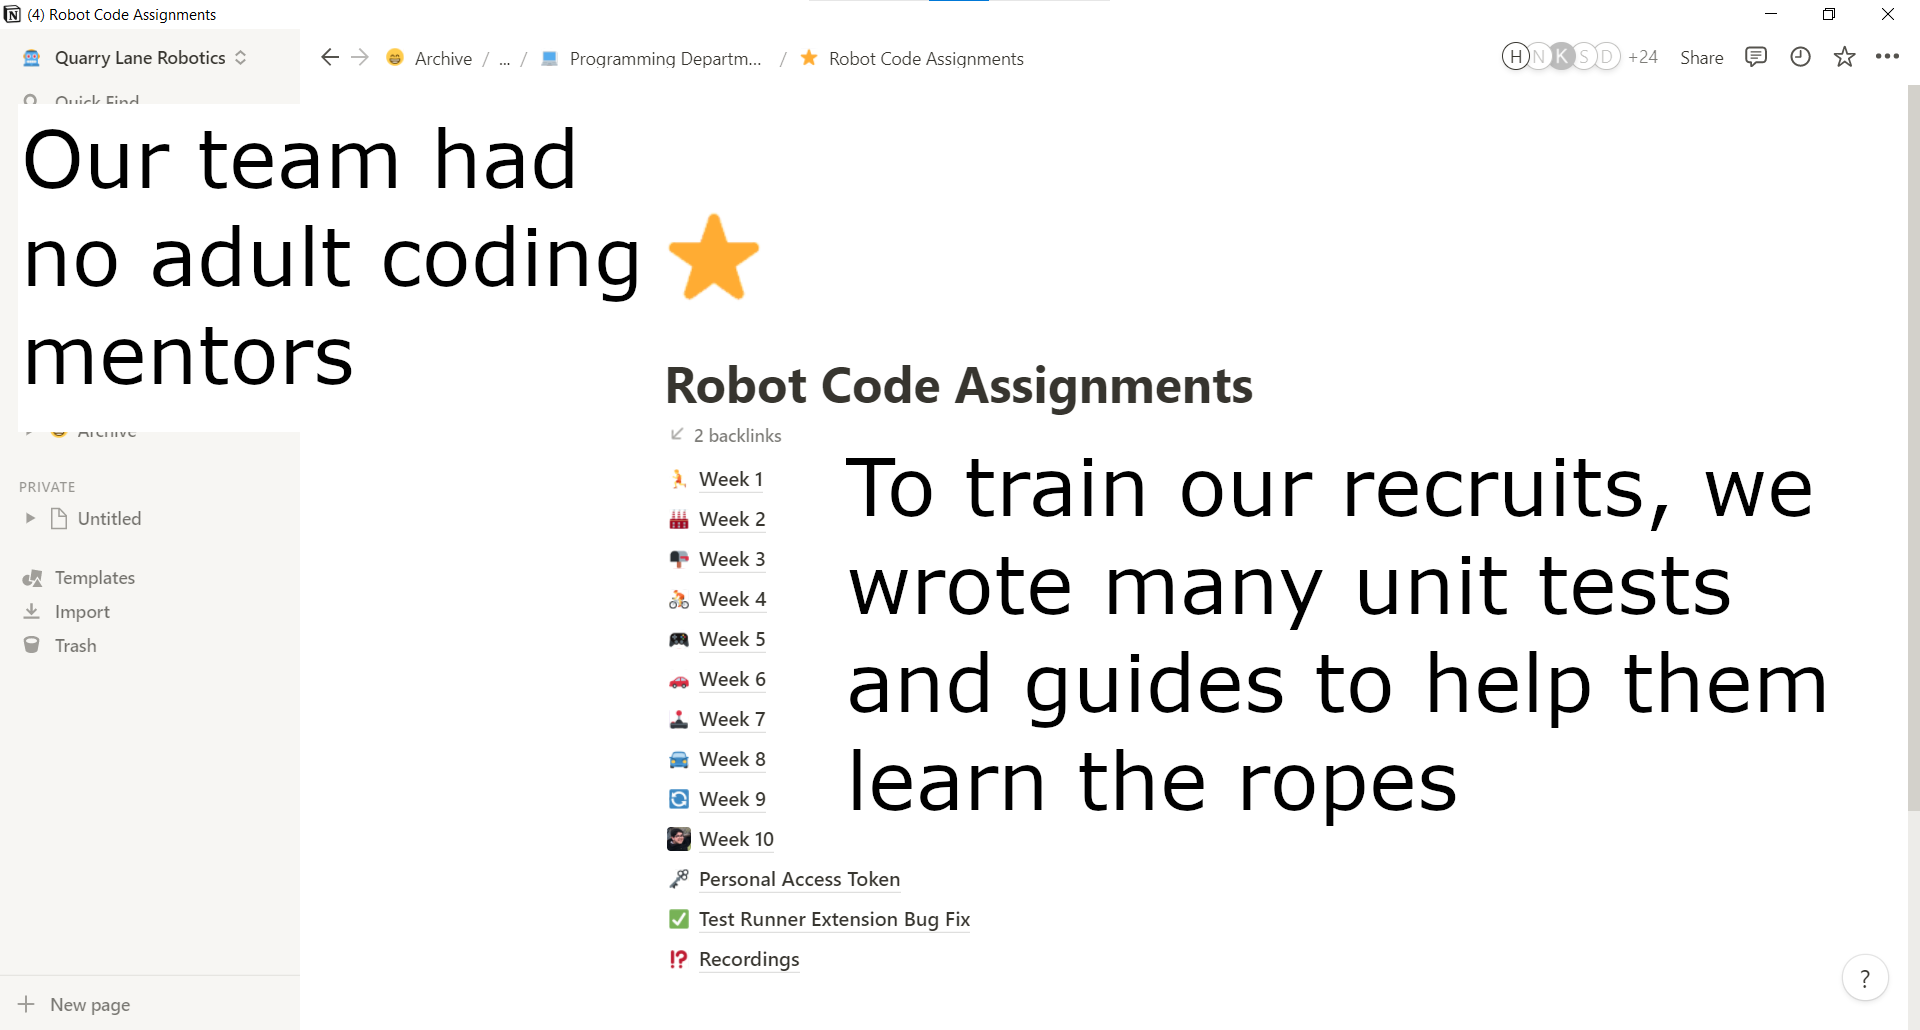 (4) Robot Code Assignments
Quarry Lane Robotics
Archive / ... / Programming Departm... / Robot Code Assignments
H N K S D +24 Share
Quick Find
Our team had
no adult coding
mentors
Archive
PRIVATE
Untitled
Templates
Import
Trash
New page
Robot Code Assignments
2 backlinks
Week 1
Week 2
Week 3
Week 4
Week 5
Week 6
Week 7
Week 8
Week 9
Week 10
Personal Access Token
Test Runner Extension Bug Fix
Recordings
To train our recruits, we
wrote many unit tests
and guides to help them
learn the ropes
?